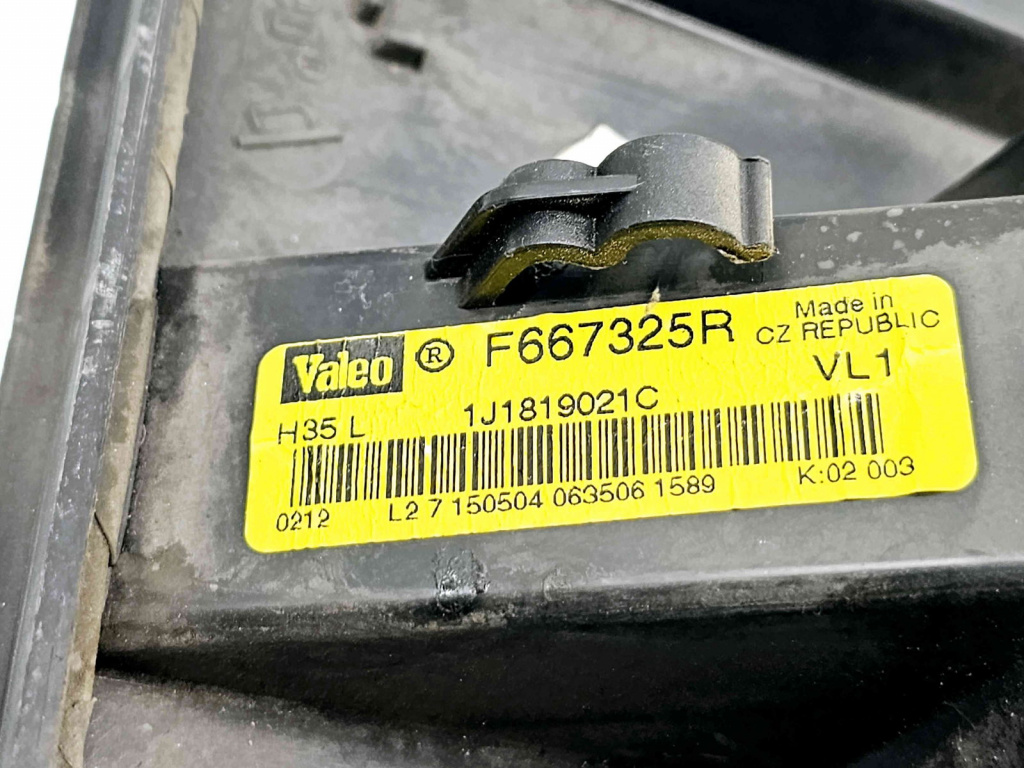 Valeo ® F667325R Made in
CZ REPUBLIC
VL1
H35 L 1J1819021C
0212 L2 7 150504 063506 1589 K:02 003